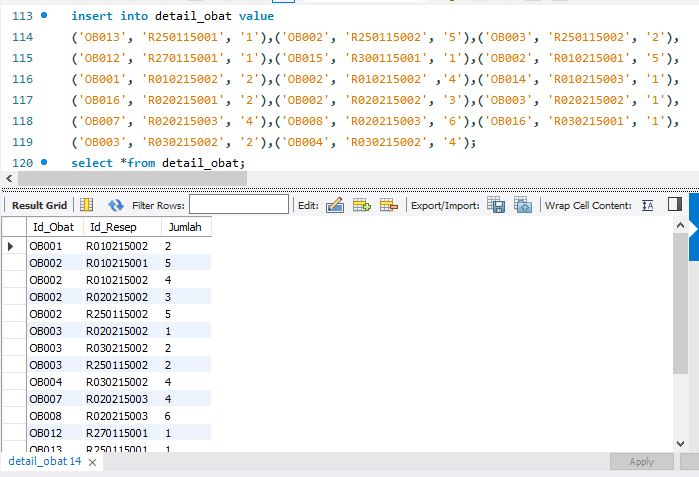 113 insert into detail_obat value
114 ('OB013', 'R250115001', '1'),('OB002', 'R250115002', '5'),('OB003', 'R250115002', '2'),
115 ('OB012', 'R270115001', '1'),('OB015', 'R300115001', '1'),('OB002', 'R010215001', '5'),
116 ('OB001', 'R010215002', '2'),('OB002', 'R010215002' ,'4'),('OB014', 'R010215003', '1'),
117 ('OB016', 'R020215001', '2'),('OB002', 'R020215002', '3'),('OB003', 'R020215002', '1'),
118 ('OB007', 'R020215003', '4'),('OB008', 'R020215003', '6'),('OB016', 'R030215001', '1'),
119 ('OB003', 'R030215002', '2'),('OB004', 'R030215002', '4');
120 select *from detail_obat;
Result Grid Filter Rows: Edit: Export/Import: Wrap Cell Content:
Id_Obat Id_Resep Jumlah
OB001 R010215002 2
OB002 R010215001 5
OB002 R010215002 4
OB002 R020215002 3
OB002 R250115002 5
OB003 R020215002 1
OB003 R030215002 2
OB003 R250115002 2
OB004 R030215002 4
OB007 R020215003 4
OB008 R020215003 6
OB012 R270115001 1
OB013 R250115001 1
detail_obat 14 Apply